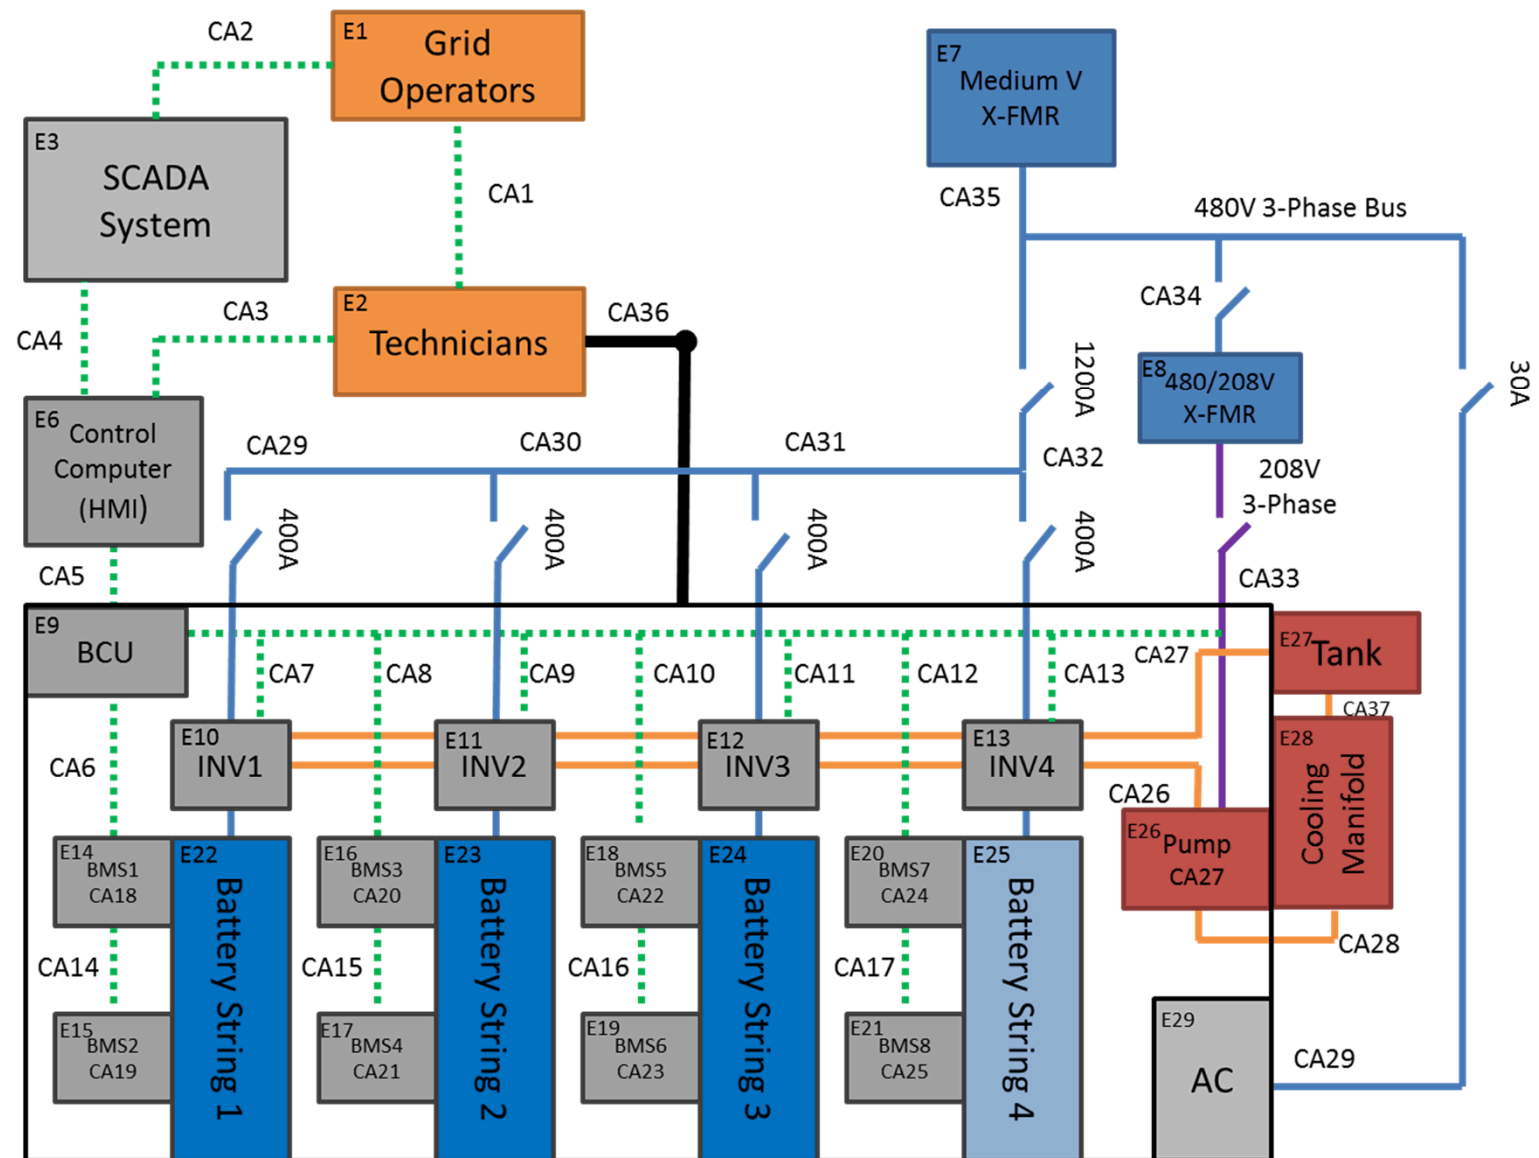 CA2
E1
Grid
Operators
E7
Medium V
X-FMR
E3
SCADA
System
CA1
CA35
480V 3-Phase Bus
CA4
CA3
E2
Technicians
CA36
CA34
1200A
30A
E8
480/208V
X-FMR
E6
Control
Computer
(HMI)
CA29
CA30
CA31
CA32
208V
3-Phase
400A
400A
400A
400A
CA5
CA33
E9
BCU
CA7
CA8
CA9
CA10
CA11
CA12
CA13
CA27
E27
Tank
CA37
CA6
E10
INV1
E11
INV2
E12
INV3
E13
INV4
E28
Cooling
Manifold
CA26
E26
Pump
CA27
E14
BMS1
CA18
E22
Battery String 1
E16
BMS3
CA20
E23
Battery String 2
E18
BMS5
CA22
E24
Battery String 3
E20
BMS7
CA24
E25
Battery String 4
CA28
CA14
CA15
CA16
CA17
E15
BMS2
CA19
E17
BMS4
CA21
E19
BMS6
CA23
E21
BMS8
CA25
E29
AC
CA29